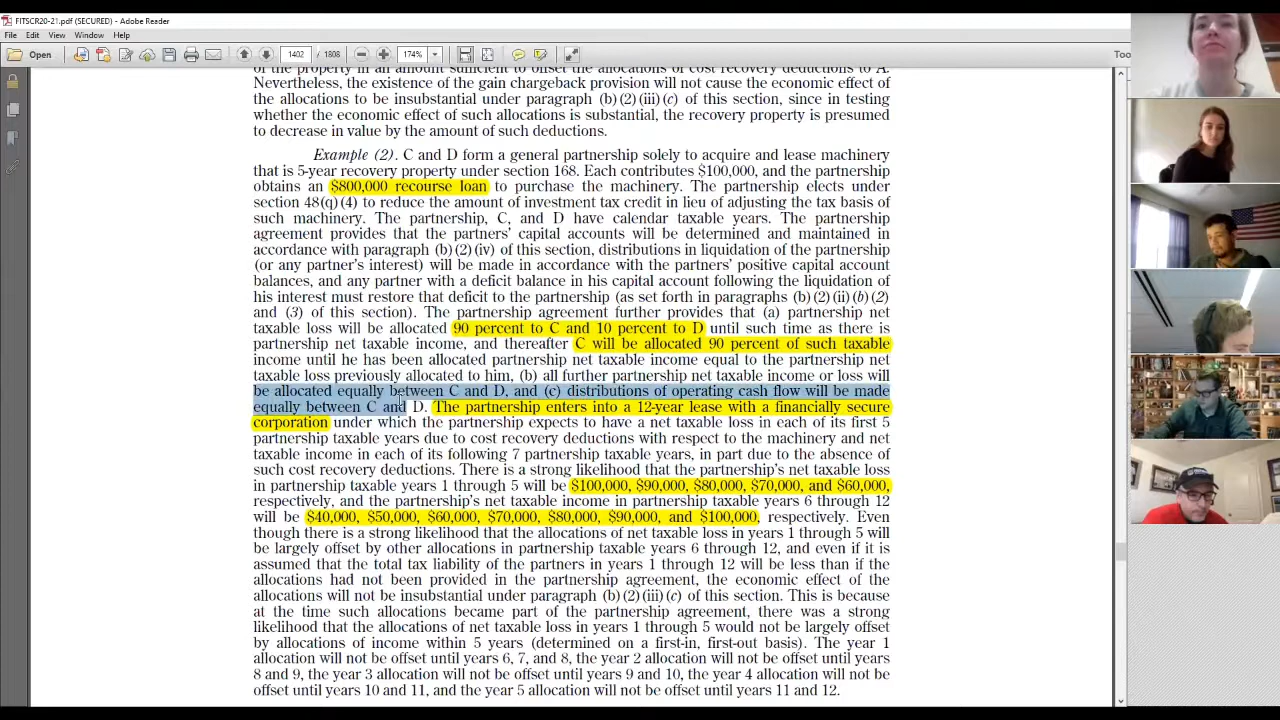 FITSCR20-21.pdf (SECURED) - Adobe Reader
File Edit View Window Help
Open 1402 / 1808 174% Too
of the property in an amount sufficient to offset the allocations of cost recovery deductions to A.
Nevertheless, the existence of the gain chargeback provision will not cause the economic effect of
the allocations to be insubstantial under paragraph (b)(2)(iii)(c) of this section, since in testing
whether the economic effect of such allocations is substantial, the recovery property is presumed
to decrease in value by the amount of such deductions.
Example (2). C and D form a general partnership solely to acquire and lease machinery
that is 5-year recovery property under section 168. Each contributes $100,000, and the partnership
obtains an $800,000 recourse loan to purchase the machinery. The partnership elects under
section 48(q)(4) to reduce the amount of investment tax credit in lieu of adjusting the tax basis of
such machinery. The partnership, C, and D have calendar taxable years. The partnership
agreement provides that the partners' capital accounts will be determined and maintained in
accordance with paragraph (b)(2)(iv) of this section, distributions in liquidation of the partnership
(or any partner's interest) will be made in accordance with the partners' positive capital account
balances, and any partner with a deficit balance in his capital account following the liquidation of
his interest must restore that deficit to the partnership (as set forth in paragraphs (b)(2)(ii)(b)(2)
and (3) of this section). The partnership agreement further provides that (a) partnership net
taxable loss will be allocated 90 percent to C and 10 percent to D until such time as there is
partnership net taxable income, and thereafter C will be allocated 90 percent of such taxable
income until he has been allocated partnership net taxable income equal to the partnership net
taxable loss previously allocated to him, (b) all further partnership net taxable income or loss will
be allocated equally between C and D, and (c) distributions of operating cash flow will be made
equally between C and D. The partnership enters into a 12-year lease with a financially secure
corporation under which the partnership expects to have a net taxable loss in each of its first 5
partnership taxable years due to cost recovery deductions with respect to the machinery and net
taxable income in each of its following 7 partnership taxable years, in part due to the absence of
such cost recovery deductions. There is a strong likelihood that the partnership's net taxable loss
in partnership taxable years 1 through 5 will be $100,000, $90,000, $80,000, $70,000, and $60,000,
respectively, and the partnership's net taxable income in partnership taxable years 6 through 12
will be $40,000, $50,000, $60,000, $70,000, $80,000, $90,000, and $100,000, respectively. Even
though there is a strong likelihood that the allocations of net taxable loss in years 1 through 5 will
be largely offset by other allocations in partnership taxable years 6 through 12, and even if it is
assumed that the total tax liability of the partners in years 1 through 12 will be less than if the
allocations had not been provided in the partnership agreement, the economic effect of the
allocations will not be insubstantial under paragraph (b)(2)(iii)(c) of this section. This is because
at the time such allocations became part of the partnership agreement, there was a strong
likelihood that the allocations of net taxable loss in years 1 through 5 would not be largely offset
by allocations of income within 5 years (determined on a first-in, first-out basis). The year 1
allocation will not be offset until years 6, 7, and 8, the year 2 allocation will not be offset until years
8 and 9, the year 3 allocation will not be offset until years 9 and 10, the year 4 allocation will not be
offset until years 10 and 11, and the year 5 allocation will not be offset until years 11 and 12.